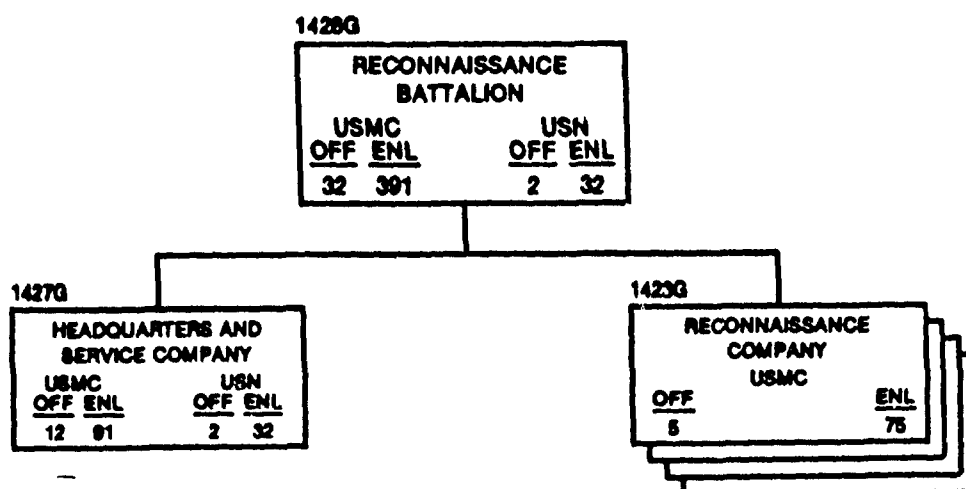 1428G
RECONNAISSANCE
BATTALION
USMC USN
OFF ENL OFF ENL
32 391 2 32
1427G
HEADQUARTERS AND
SERVICE COMPANY
USMC USN
OFF ENL OFF ENL
12 91 2 32
1423G
RECONNAISSANCE
COMPANY
USMC
OFF ENL
5 75